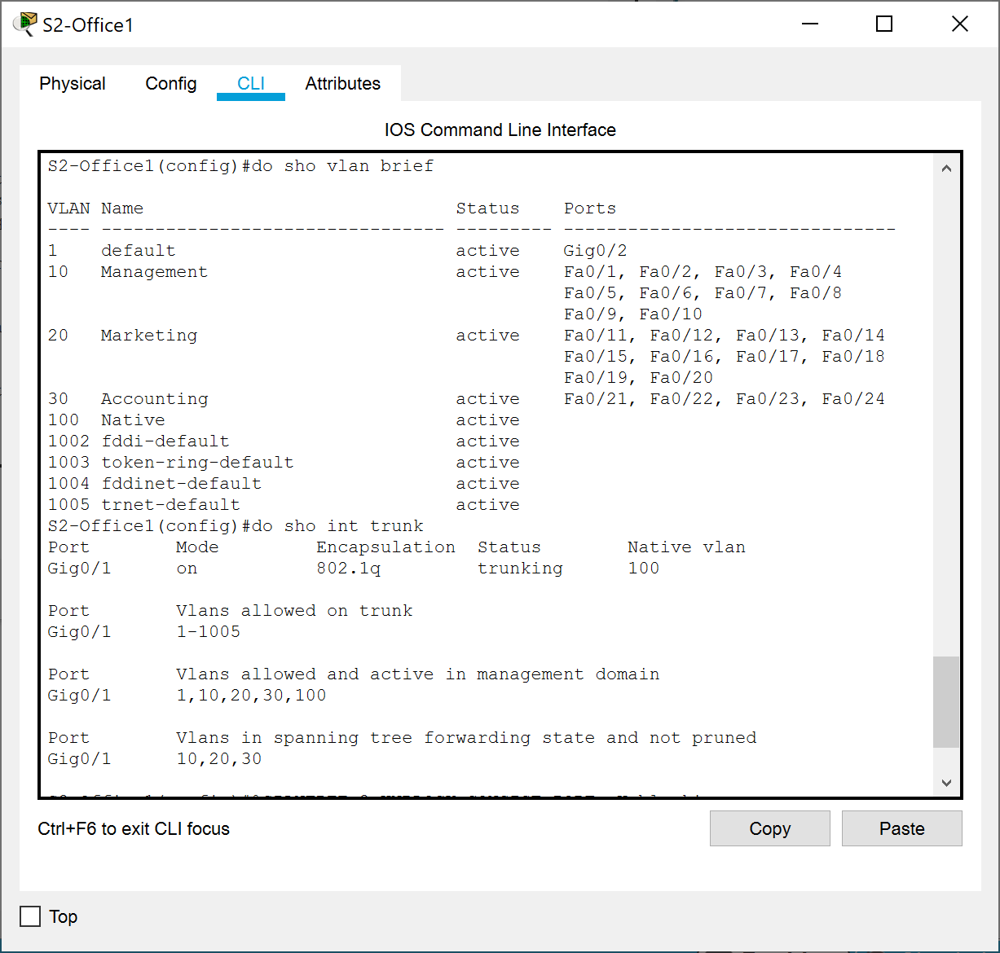 S2-Office1
Physical Config CLI Attributes
IOS Command Line Interface
S2-Office1(config)#do sho vlan brief
VLAN Name Status Ports
---- -------------------------------- --------- -------------------------------
1 default active Gig0/2
10 Management active Fa0/1, Fa0/2, Fa0/3, Fa0/4
Fa0/5, Fa0/6, Fa0/7, Fa0/8
Fa0/9, Fa0/10
20 Marketing active Fa0/11, Fa0/12, Fa0/13, Fa0/14
Fa0/15, Fa0/16, Fa0/17, Fa0/18
Fa0/19, Fa0/20
30 Accounting active Fa0/21, Fa0/22, Fa0/23, Fa0/24
100 Native active
1002 fddi-default active
1003 token-ring-default active
1004 fddinet-default active
1005 trnet-default active
S2-Office1(config)#do sho int trunk
Port Mode Encapsulation Status Native vlan
Gig0/1 on 802.1q trunking 100
Port Vlans allowed on trunk
Gig0/1 1-1005
Port Vlans allowed and active in management domain
Gig0/1 1,10,20,30,100
Port Vlans in spanning tree forwarding state and not pruned
Gig0/1 10,20,30
Ctrl+F6 to exit CLI focus
Copy Paste
Top